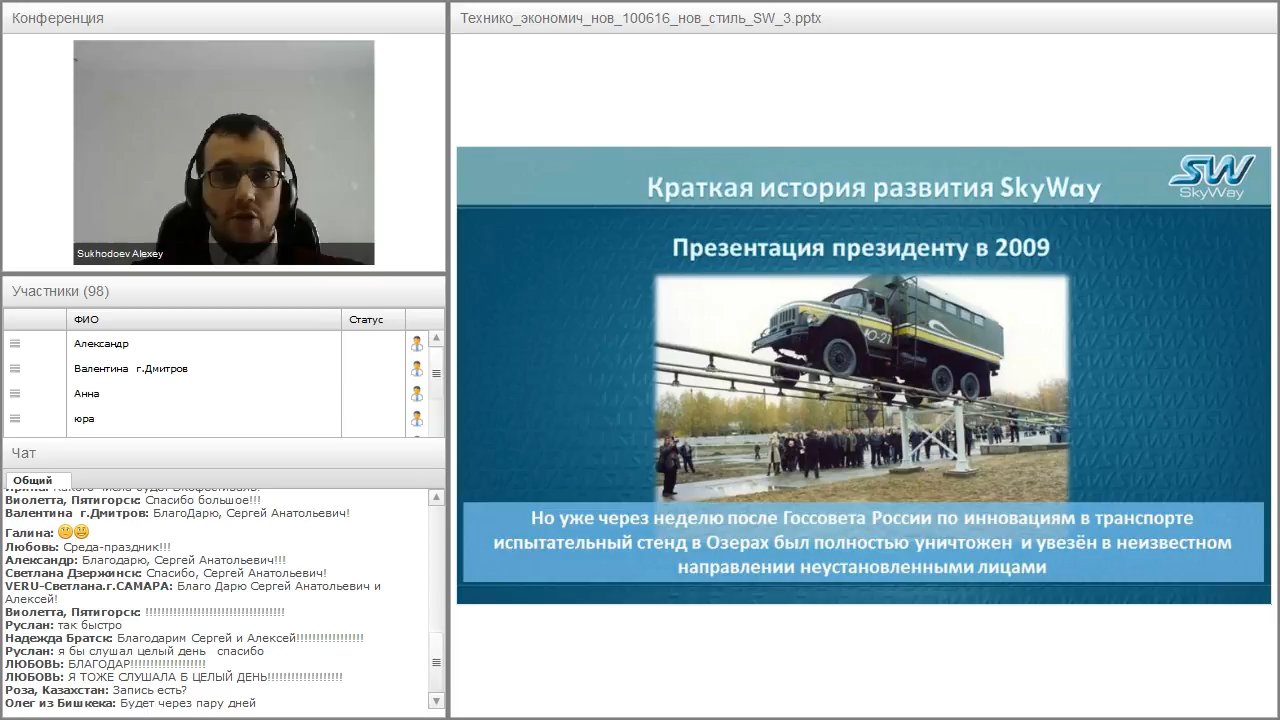 Конференция
Sukhodoev Alexey
Участники (98)
ФИО
Статус
Александр
Валентина г.Дмитров
Анна
юра
Чат
Общий
Виолетта, Пятигорск: Спасибо большое!!!
Валентина г.Дмитров: БлагоДарю, Сергей Анатольевич!
Галина:
Любовь: Среда-праздник!!!
Александр: Благодарю, Сергей Анатольевич!!!
Светлана Дзержинск: Спасибо, Сергей Анатольевич!
VERU-Светлана.г.САМАРА: Благо Дарю Сергей Анатольевич и
Алексей!
Виолетта, Пятигорск: !!!!!!!!!!!!!!!!!!!!!!!!!!!!!!!!!!!
Руслан: так быстро
Надежда Братск: Благодарим Сергей и Алексей!!!!!!!!!!!!!!!!!
Руслан: я бы слушал целый день спасибо
ЛЮБОВЬ: БЛАГОДАР!!!!!!!!!!!!!!!!!!!
ЛЮБОВЬ: Я ТОЖЕ СЛУШАЛА Б ЦЕЛЫЙ ДЕНЬ!!!!!!!!!!!!!!!!!!!
Роза, Казахстан: Запись есть?
Олег из Бишкека: Будет через пару дней
Технико_экономич_нов_100616_нов_стиль_SW_3.pptx
SW
SkyWay
Краткая история развития SkyWay
Презентация президенту в 2009
Ю-21
Но уже через неделю после Госсовета России по инновациям в транспорте
испытательный стенд в Озерах был полностью уничтожен и увезён в неизвестном
направлении неустановленными лицами